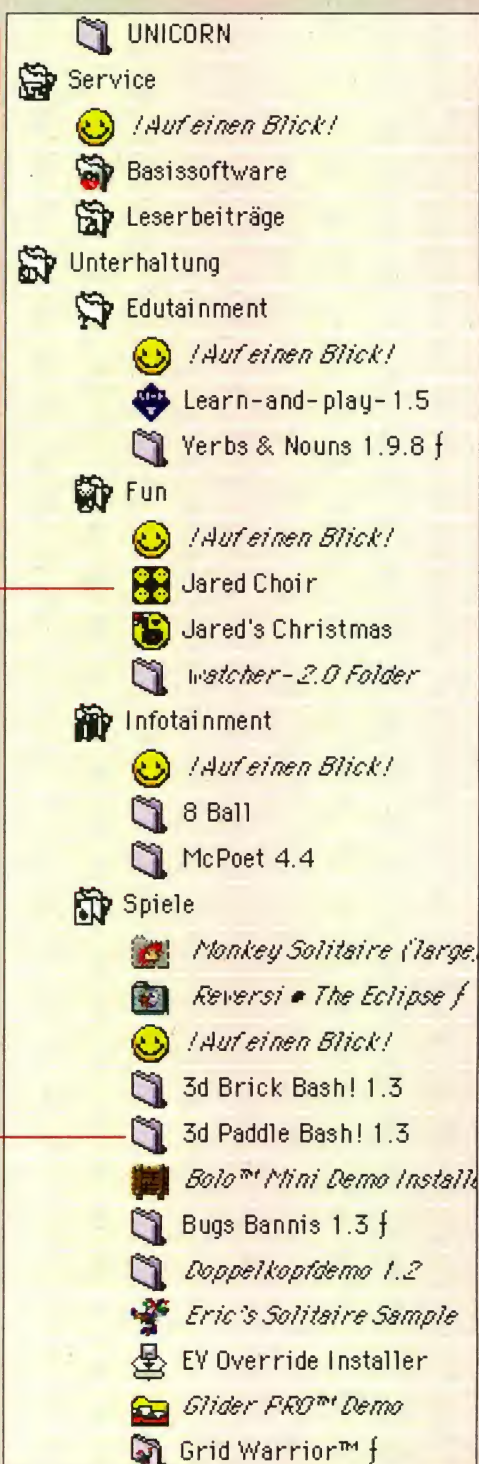 UNICORN
Service
! Auf einen Blick!
Basissoftware
Leserbeiträge
Unterhaltung
Edutainment
! Auf einen Blick!
Learn-and-play-1.5
Verbs & Nouns 1.9.8 ƒ
Fun
! Auf einen Blick!
Jared Choir
Jared's Christmas
watcher-2.0 Folder
Infotainment
! Auf einen Blick!
8 Ball
McPoet 4.4
Spiele
Monkey Solitaire (large
Reversi • The Eclipse ƒ
! Auf einen Blick!
3d Brick Bash! 1.3
3d Paddle Bash! 1.3
Bolo™ Mini Demo Installe
Bugs Bannis 1.3 ƒ
Doppelkopfdemo 1.2
Eric's Solitaire Sample
EV Override Installer
Glider PRO™ Demo
Grid Warrior™ ƒ